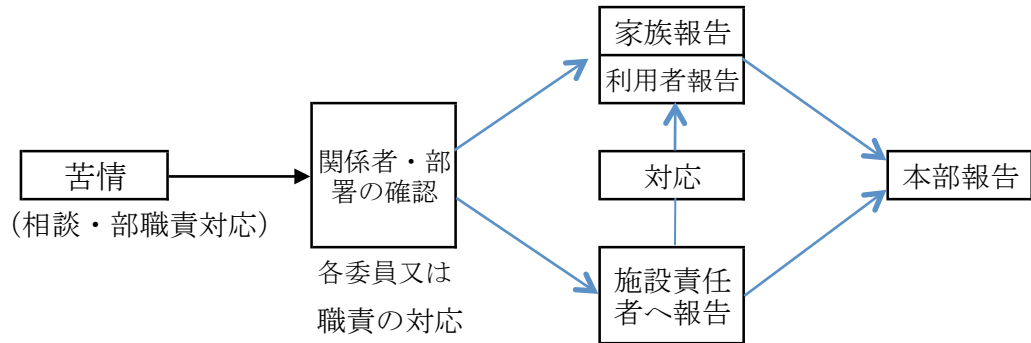 苦情
（相談・部職責対応）
関係者・部
署の確認
各委員又は
職責の対応
家族報告
利用者報告
対応
施設責任
者へ報告
本部報告